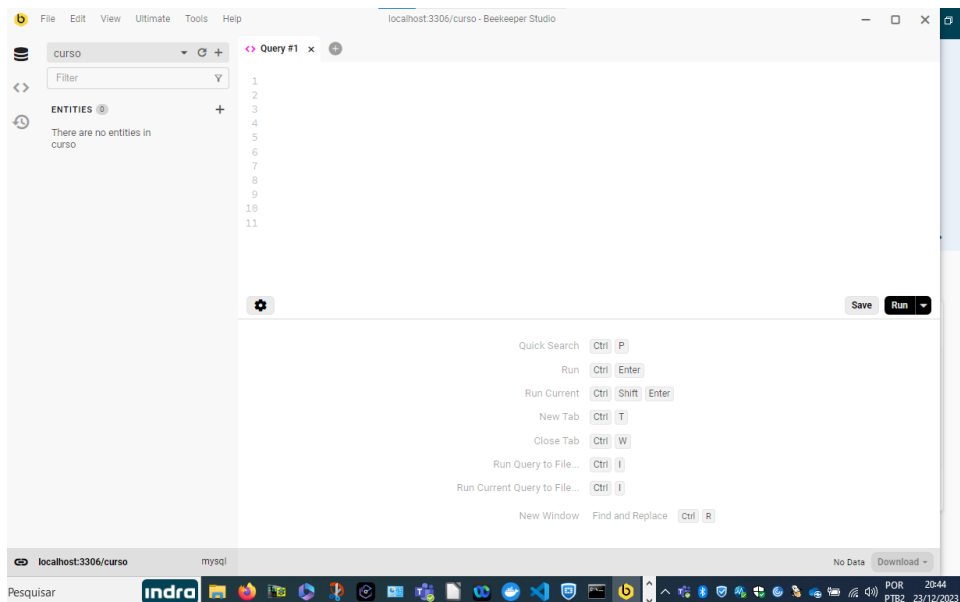 b File Edit View Ultimate Tools Help localhost:3306/curso - Beekeeper Studio
curso
Filter
ENTITIES 0
There are no entities in
curso
Query #1
1
2
3
4
5
6
7
8
9
10
11
Save Run
Quick Search Ctrl P
Run Ctrl Enter
Run Current Ctrl Shift Enter
New Tab Ctrl T
Close Tab Ctrl W
Run Query to File... Ctrl I
Run Current Query to File... Ctrl I
New Window Find and Replace Ctrl R
localhost:3306/curso mysql No Data Download
Pesquisar indra b POR 20:44
PTB2 23/12/2023